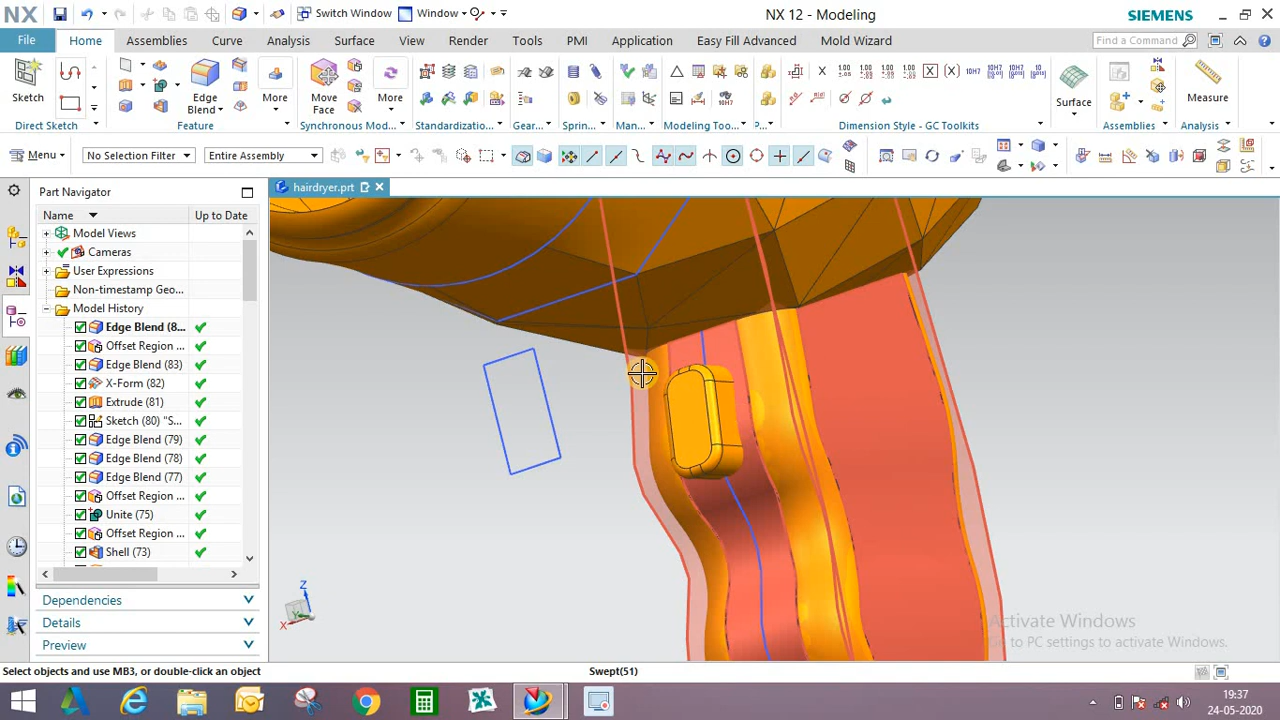 NX
Switch Window
Window
NX 12 - Modeling
SIEMENS
File
Home
Assemblies
Curve
Analysis
Surface
View
Render
Tools
PMI
Application
Easy Fill Advanced
Mold Wizard
Find a Command
Sketch
Edge
Blend
More
Move
Face
More
Surface
Measure
Direct Sketch
Feature
Synchronous Mod...
Standardization...
Gear...
Sprin...
Man...
Modeling Too...
P...
Dimension Style - GC Toolkits
Assemblies
Analysis
Menu
No Selection Filter
Entire Assembly
Part Navigator
hairdryer.prt
Name
Up to Date
Model Views
Cameras
User Expressions
Non-timestamp Geo...
Model History
Edge Blend (8...
Offset Region ...
Edge Blend (83)
X-Form (82)
Extrude (81)
Sketch (80) "S...
Edge Blend (79)
Edge Blend (78)
Edge Blend (77)
Offset Region ...
Unite (75)
Offset Region ...
Shell (73)
Dependencies
Details
Preview
Z
Y
X
Activate Windows
Go to PC settings to activate Windows.
Select objects and use MB3, or double-click an object
Swept(51)
19:37
24-05-2020